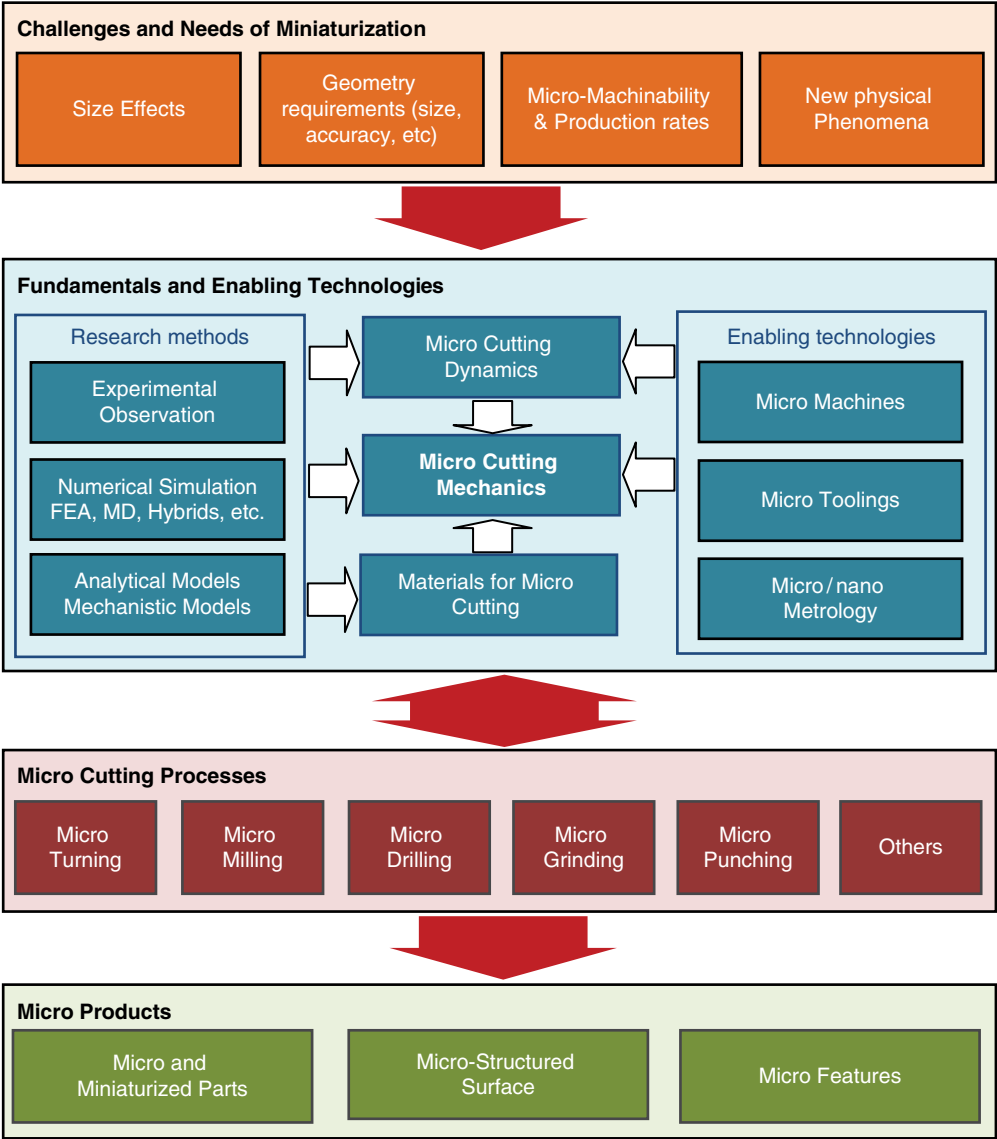 Challenges and Needs of Miniaturization
Size Effects
Geometry
requirements (size,
accuracy, etc)
Micro-Machinability
& Production rates
New physical
Phenomena
Fundamentals and Enabling Technologies
Research methods
Experimental
Observation
Numerical Simulation
FEA, MD, Hybrids, etc.
Analytical Models
Mechanistic Models
Micro Cutting
Dynamics
Micro Cutting
Mechanics
Materials for Micro
Cutting
Enabling technologies
Micro Machines
Micro Toolings
Micro/nano
Metrology
Micro Cutting Processes
Micro
Turning
Micro
Milling
Micro
Drilling
Micro
Grinding
Micro
Punching
Others
Micro Products
Micro and
Miniaturized Parts
Micro-Structured
Surface
Micro Features